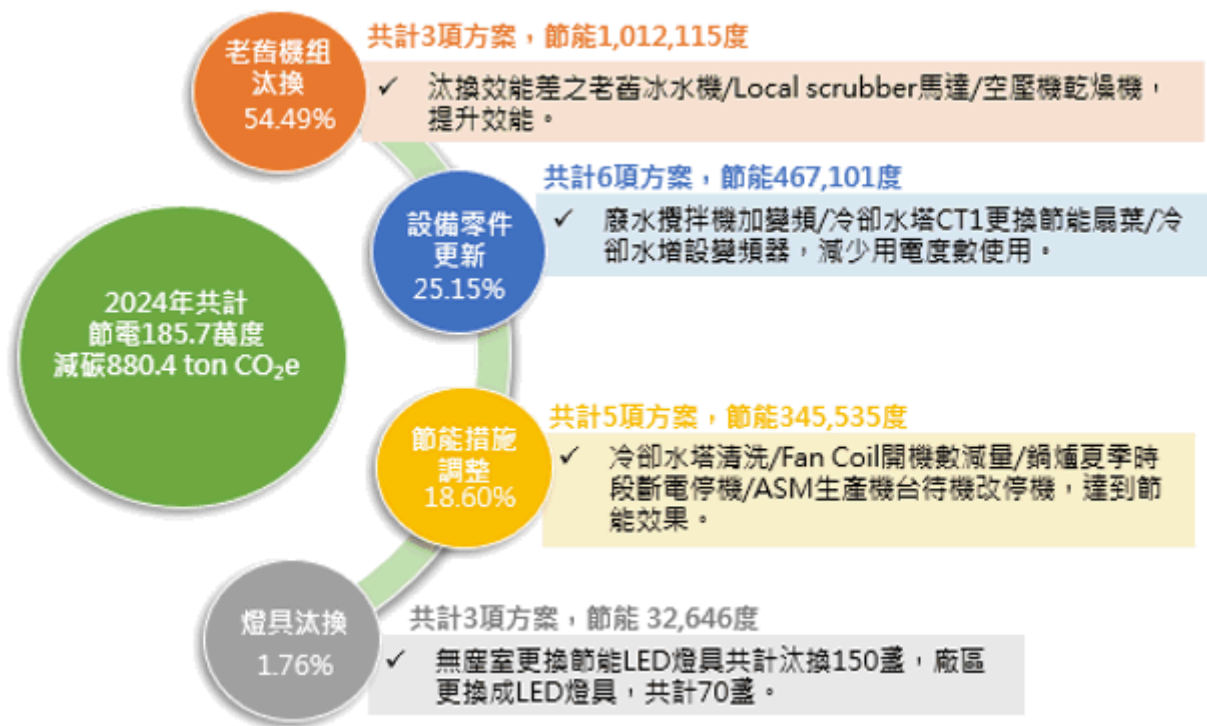 老舊機組
汰換
54.49%
共計3項方案，節能1,012,115度
✓ 汰換效能差之老舊冰水機/Local scrubber馬達/空壓機乾燥機，
提升效能。
設備零件
更新
25.15%
共計6項方案，節能467,101度
✓ 廢水攪拌機加變頻/冷卻水塔CT1更換節能扇葉/冷
卻水增設變頻器，減少用電度數使用。
2024年共計
節電185.7萬度
減碳880.4 ton CO₂e
節能措施
調整
18.60%
共計5項方案，節能345,535度
✓ 冷卻水塔清洗/Fan Coil開機數減量/鍋爐夏季時
段斷電停機/ASM生產機台待機改停機，達到節
能效果。
燈具汰換
1.76%
共計3項方案，節能 32,646度
✓ 無塵室更換節能LED燈具共計汰換150盞，廠區
更換成LED燈具，共計70盞。